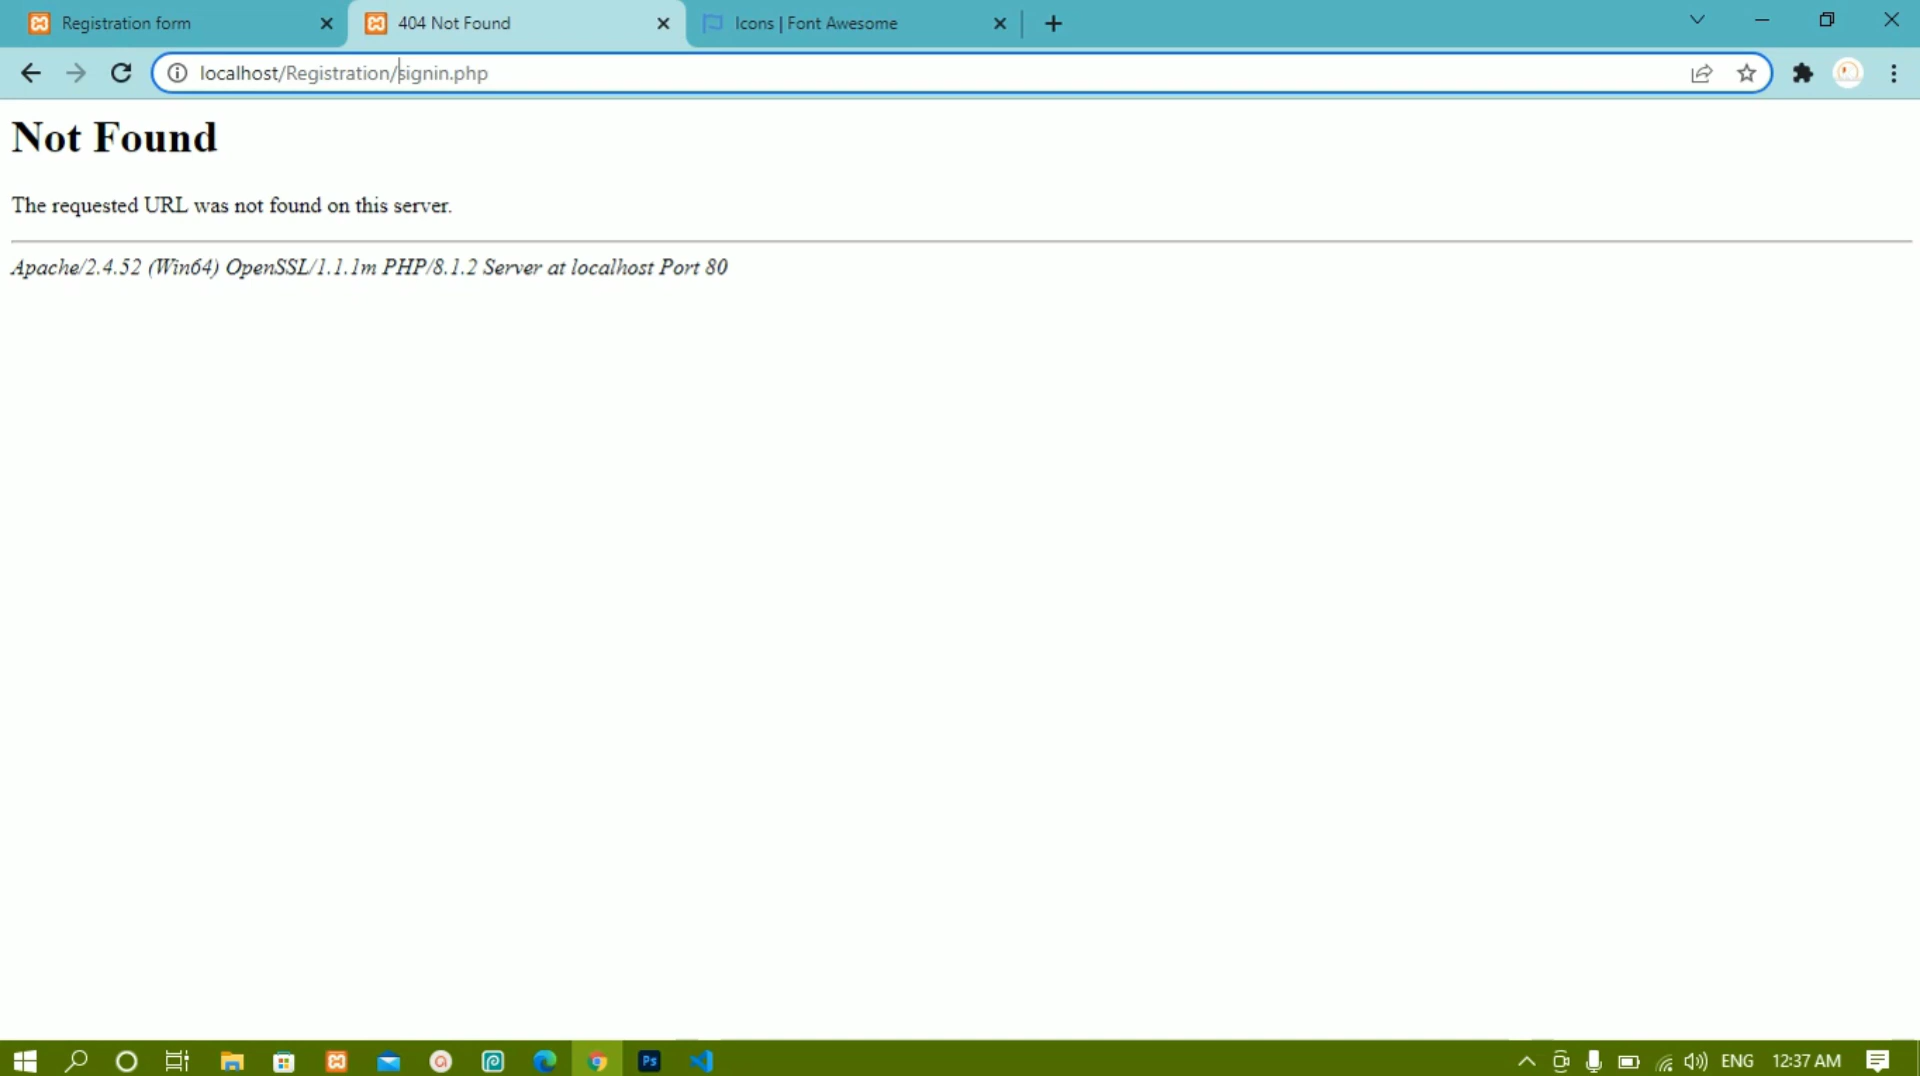 Registration form
404 Not Found
Icons | Font Awesome
localhost/Registration/signin.php
Not Found
The requested URL was not found on this server.
Apache/2.4.52 (Win64) OpenSSL/1.1.1m PHP/8.1.2 Server at localhost Port 80
Ps
ENG
12:37 AM